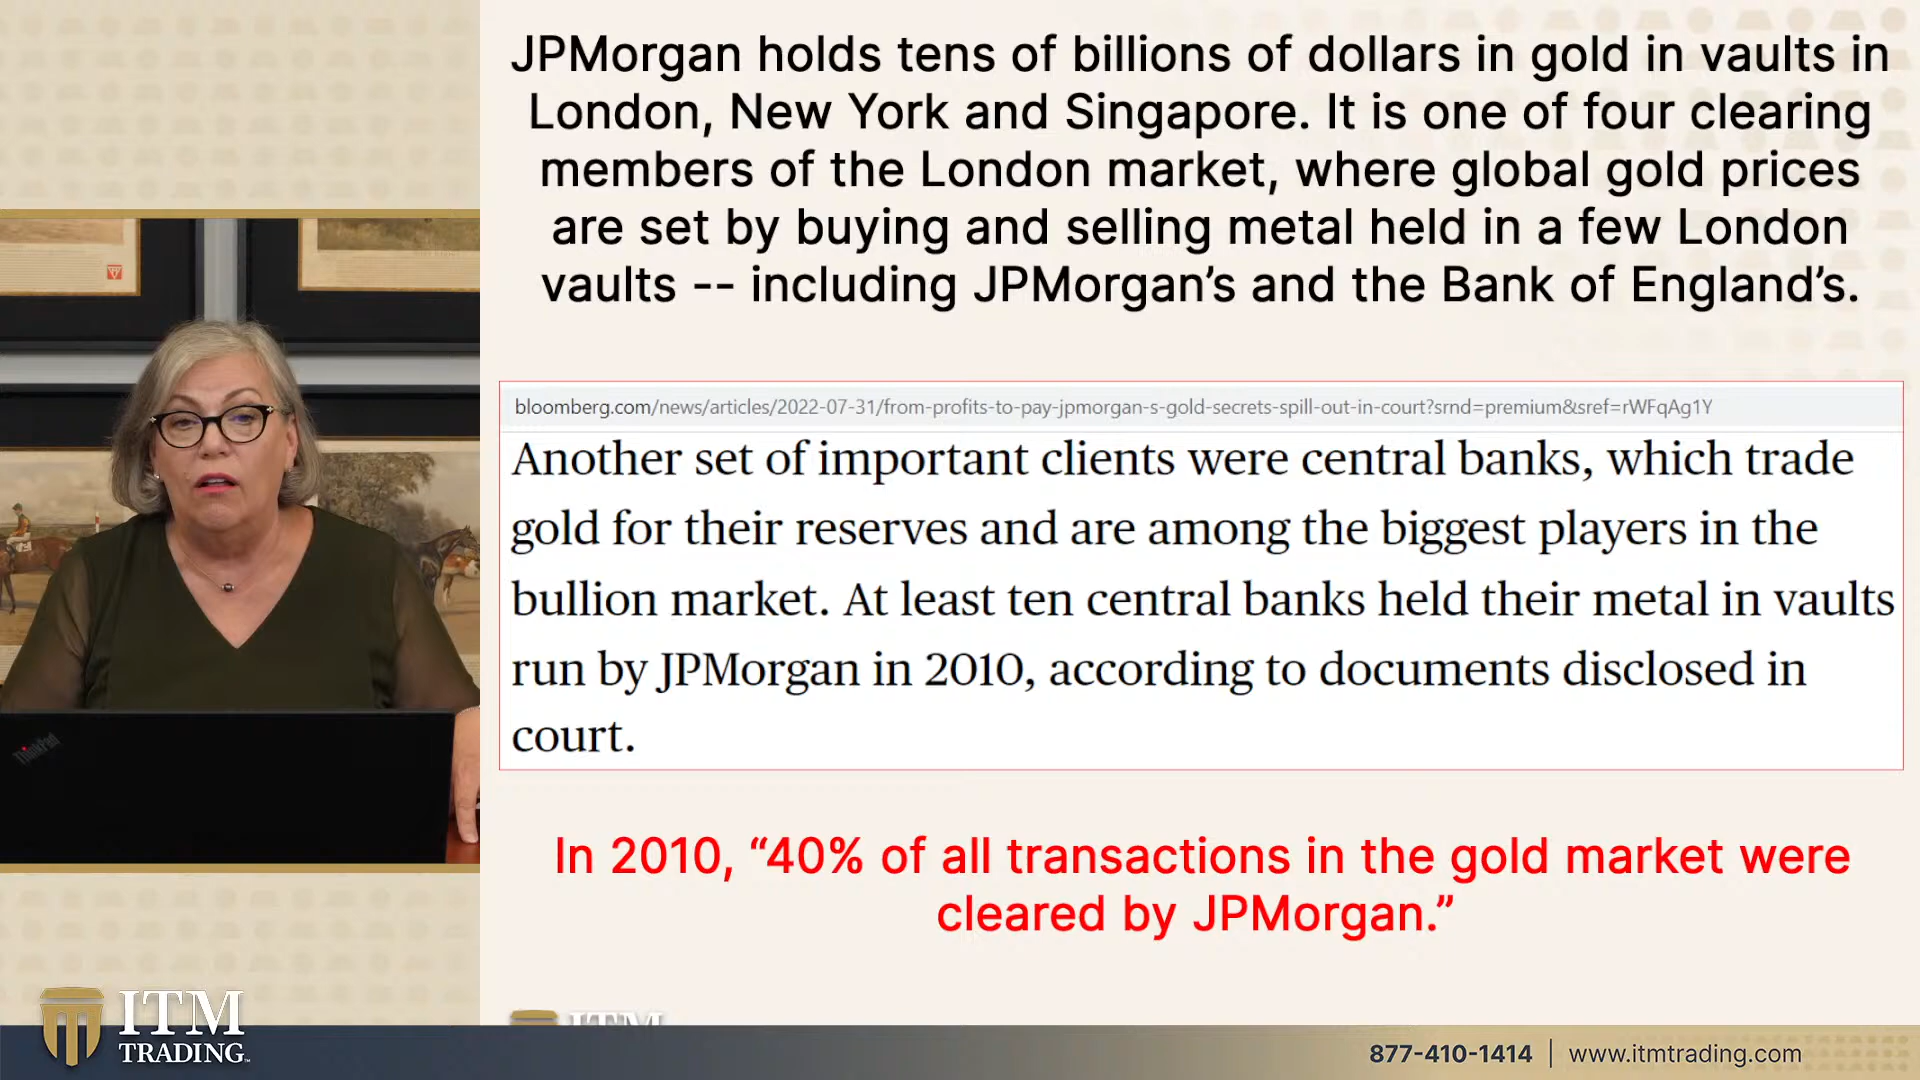 JPMorgan holds tens of billions of dollars in gold in vaults in
London, New York and Singapore. It is one of four clearing
members of the London market, where global gold prices
are set by buying and selling metal held in a few London
vaults -- including JPMorgan’s and the Bank of England’s.
bloomberg.com/news/articles/2022-07-31/from-profits-to-pay-jpmorgan-s-gold-secrets-spill-out-in-court?srnd=premium&sref=rWFqAg1Y
Another set of important clients were central banks, which trade
gold for their reserves and are among the biggest players in the
bullion market. At least ten central banks held their metal in vaults
run by JPMorgan in 2010, according to documents disclosed in
court.
In 2010, “40% of all transactions in the gold market were
cleared by JPMorgan.”
ThinkPad
ITM
TRADING™
ITM
877-410-1414 | www.itmtrading.com